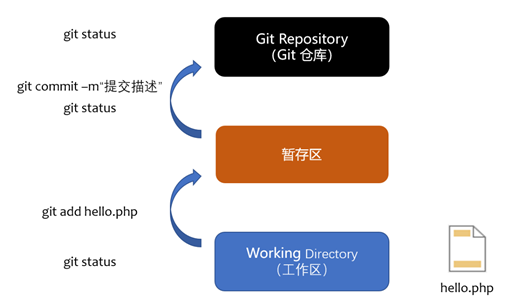 git status
Git Repository
（Git 仓库）
git commit –m“提交描述”
git status
暂存区
git add hello.php
git status
Working Directory
（工作区）
hello.php